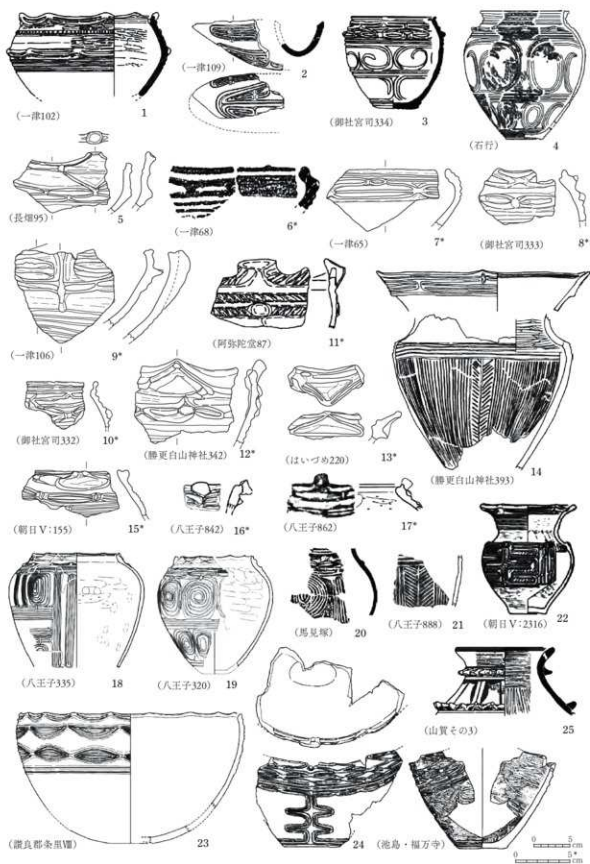 (一津102)
1
(一津109)
2
(御社宮司334)
3
(石行)
4
(長畑95)
5
(一津68)
6*
(一津65)
7*
(御社宮司333)
8*
(一津106)
9*
(阿弥陀堂87)
11*
(御社宮司332)
10*
(勝更白山神社342)
12*
(はいづめ220)
13*
(勝更白山神社393)
14
(朝日Ⅴ:155)
15*
(八王子842)
16*
(八王子862)
17*
(八王子335)
18
(八王子320)
19
(馬見塚)
20
(八王子888)
21
(朝日Ⅴ:2316)
22
(讃良郡条里Ⅷ)
23
24
(池島・福万寺)
(山賀その3)
25
0 5 cm
0 5* cm